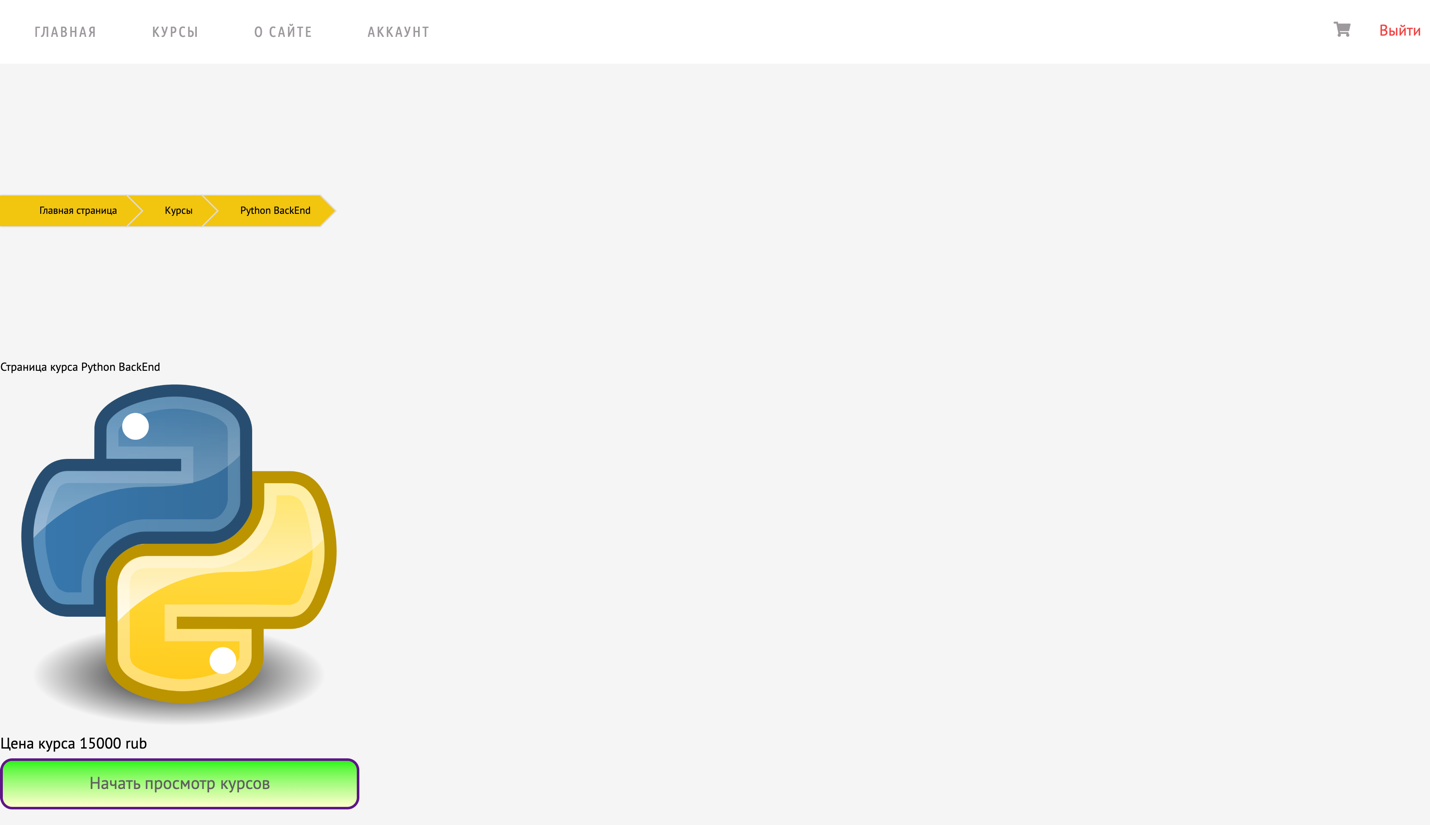 ГЛАВНАЯ КУРСЫ О САЙТЕ АККАУНТ Выйти
Главная страница Курсы Python BackEnd
Страница курса Python BackEnd
Цена курса 15000 rub
Начать просмотр курсов